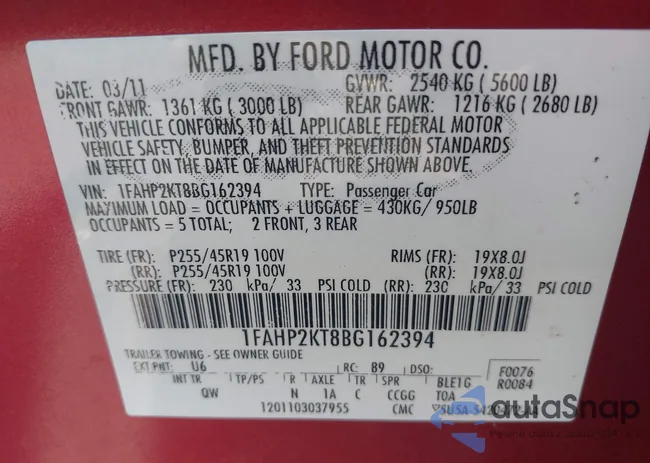 MFD. BY FORD MOTOR CO.
DATE: 03/11 GVWR: 2540 KG ( 5600 LB)
FRONT GAWR: 1361 KG ( 3000 LB) REAR GAWR: 1216 KG ( 2680 LB)
THIS VEHICLE CONFORMS TO ALL APPLICABLE FEDERAL MOTOR
VEHICLE SAFETY, BUMPER, AND THEFT PREVENTION STANDARDS
IN EFFECT ON THE DATE OF MANUFACTURE SHOWN ABOVE.
VIN: 1FAHP2KT8BG162394 TYPE: Passenger Car
MAXIMUM LOAD = OCCUPANTS + LUGGAGE = 430KG/ 950LB
OCCUPANTS = 5 TOTAL; 2 FRONT, 3 REAR
TIRE (FR): P255/45R19 100V RIMS (FR): 19X8.0J
(RR): P255/45R19 100V (RR): 19X8.0J
PRESSURE (FR): 230 kPa/ 33 PSI COLD (RR): 230 kPa/ 33 PSI COLD
1FAHP2KT8BG162394
TRAILER TOWING - SEE OWNER GUIDE
EXT PNT: U6 RC: 89 DSO: F0076
R0084
INT TR TP/PS R AXLE TR SPR BLE1G
QW N 1A C CCGG TOA
1201103037955 CMC
autaSnap